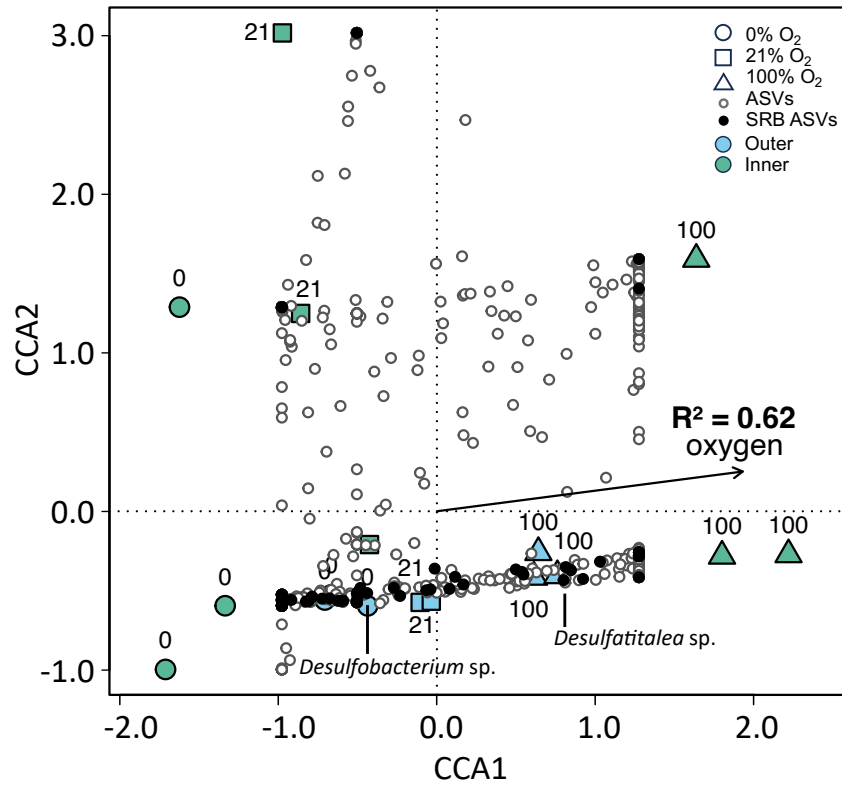 3.0
2.0
1.0
0.0
-1.0
CCA2
-2.0
-1.0
0.0
1.0
2.0
CCA1
0% O₂
21% O₂
100% O₂
ASVs
SRB ASVs
Outer
Inner
21
0
21
100
R² = 0.62
oxygen
100
100
100
100
0
0
0
21
100
0
21
Desulfobacterium sp.
Desulfatitalea sp.